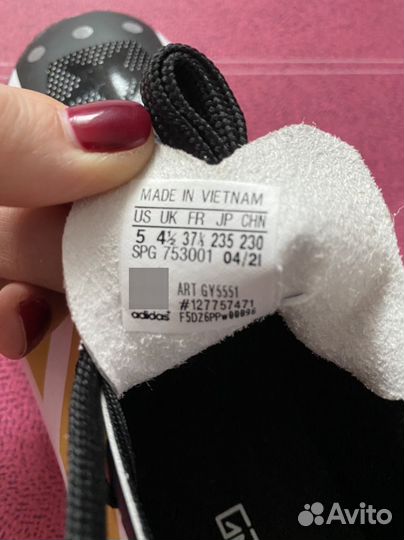 MADE IN VIETNAM
US UK FR JP CHN
5 4½ 37⅓ 235 230
SPG 753001 04/21
ART GY5551
#127757471
adidas
F5DZ6PPw00096
Avito